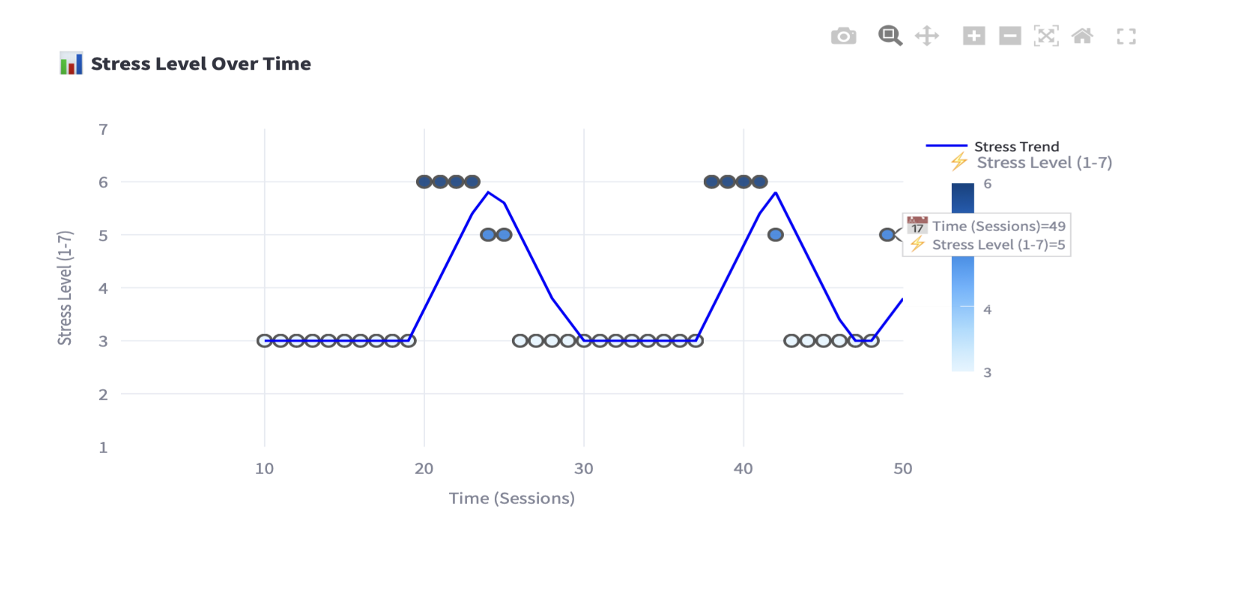 📊 Stress Level Over Time
Stress Level (1-7)
7
6
5
4
3
2
1
10
20
30
40
50
Time (Sessions)
Stress Trend
⚡ Stress Level (1-7)
6
4
3
📅 Time (Sessions)=49
⚡ Stress Level (1-7)=5